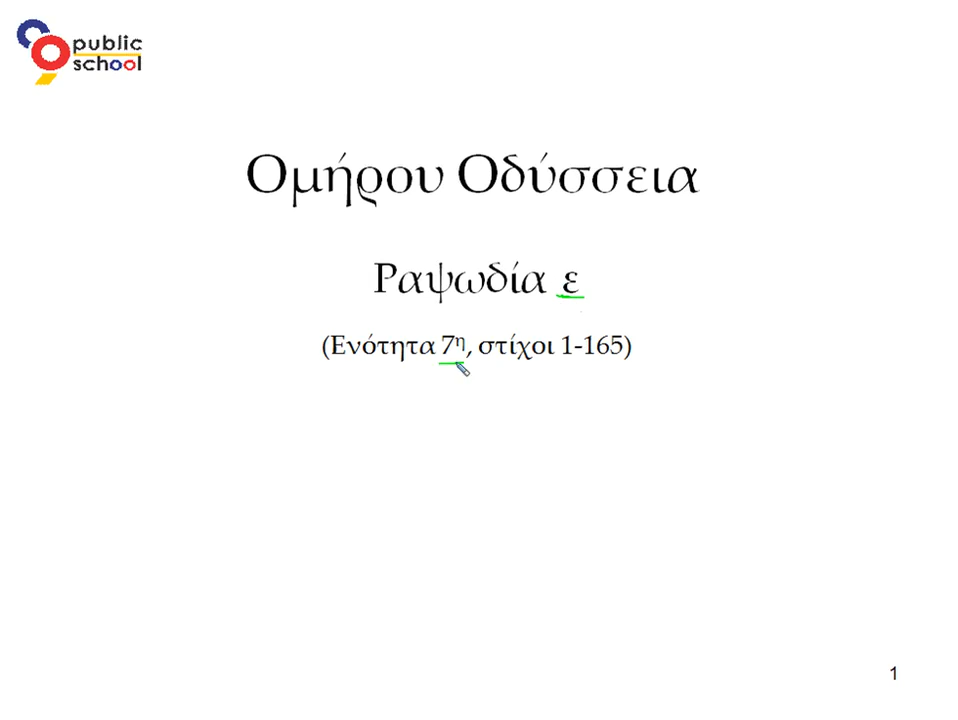 public
school
Ομήρου Οδύσσεια
Ραψωδία ε
(Ενότητα 7η, στίχοι 1-165)
1